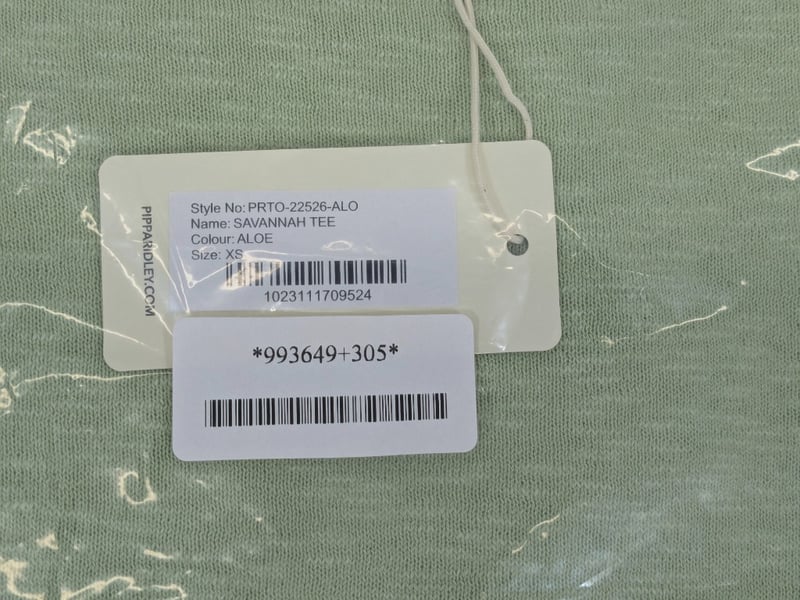 Style No: PRTO-22526-ALO
Name: SAVANNAH TEE
Colour: ALOE
Size: XS
1023111709524
PIPPARIDLEY.COM
*993649+305*